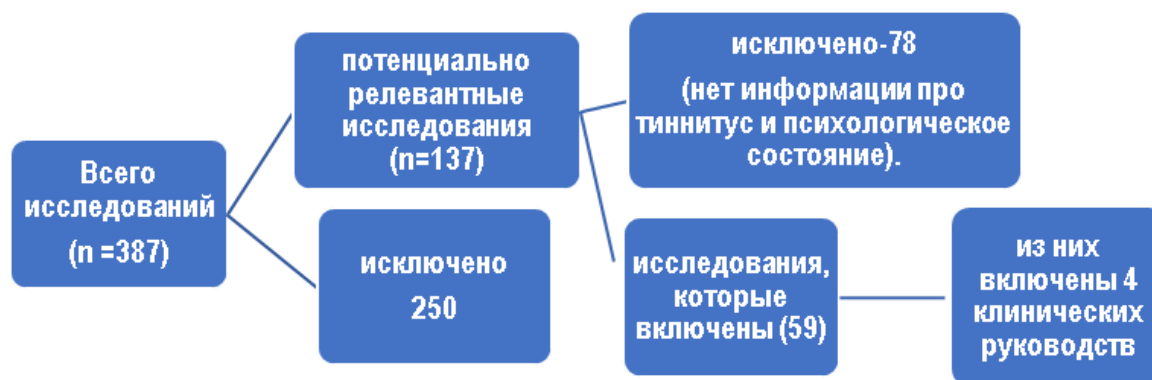 Всего
исследований
(n =387)
потенциально
релевантные
исследования
(n=137)
исключено
250
исключено-78
(нет информации про
тиннитус и психологическое
состояние).
исследования,
которые
включены (59)
из них
включены 4
клинических
руководств